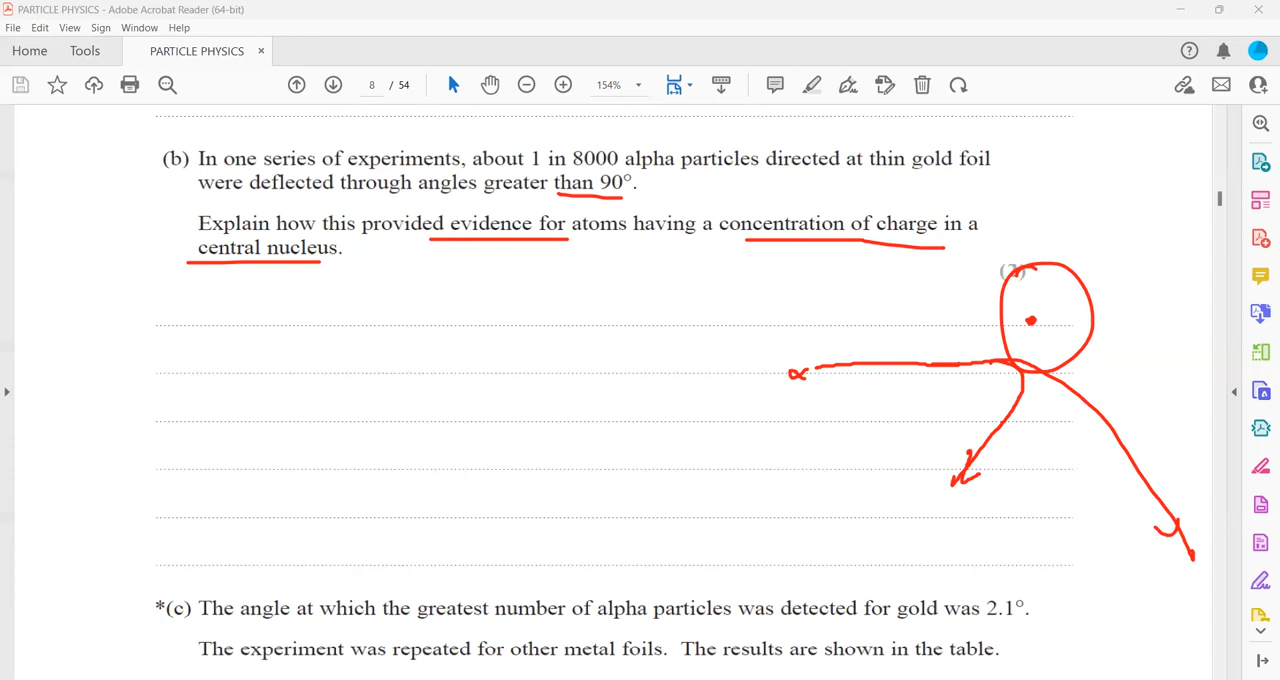 PARTICLE PHYSICS - Adobe Acrobat Reader (64-bit)
File Edit View Sign Window Help
Home Tools PARTICLE PHYSICS ×
8 / 54 154%
(b) In one series of experiments, about 1 in 8000 alpha particles directed at thin gold foil
were deflected through angles greater than 90°.
Explain how this provided evidence for atoms having a concentration of charge in a
central nucleus.
α
*(c) The angle at which the greatest number of alpha particles was detected for gold was 2.1°.
The experiment was repeated for other metal foils. The results are shown in the table.